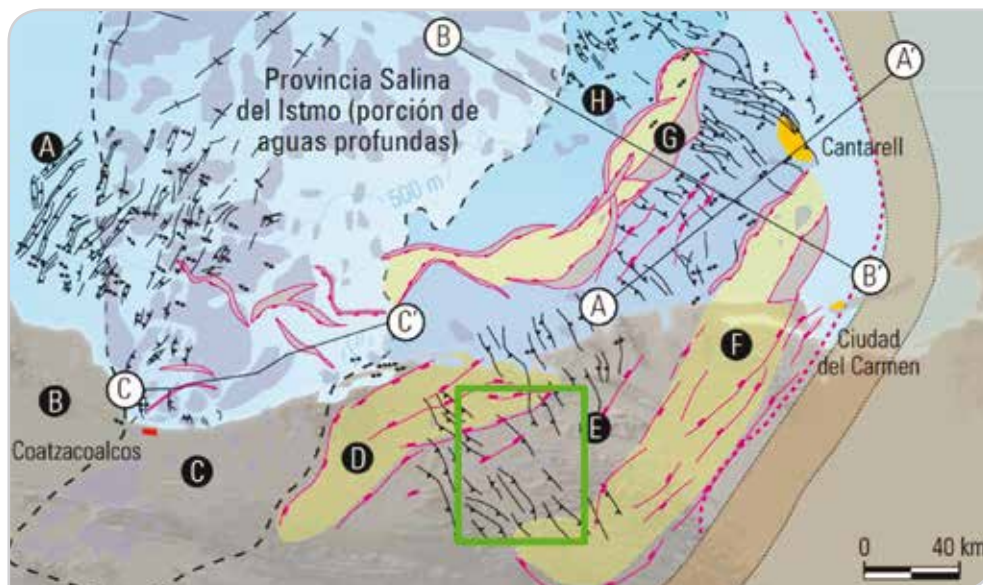 B
A'
Provincia Salina
del Istmo (porción de
aguas profundas)
H
A
G
Cantarell
500 m
B'
C'
A
Ciudad
del Carmen
F
C
B
E
Coatzacoalcos
D
C
0 40 km